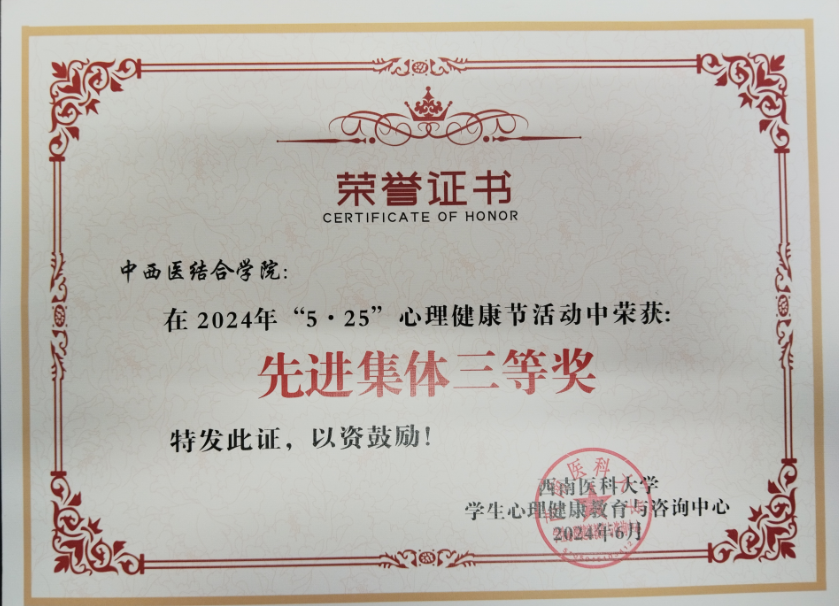 荣誉证书
CERTIFICATE OF HONOR
中西医结合学院:
在2024年“5·25”心理健康节活动中荣获:
先进集体三等奖
特发此证,以资鼓励!
西南医科大学
学生心理健康教育与咨询中心
2024年6月